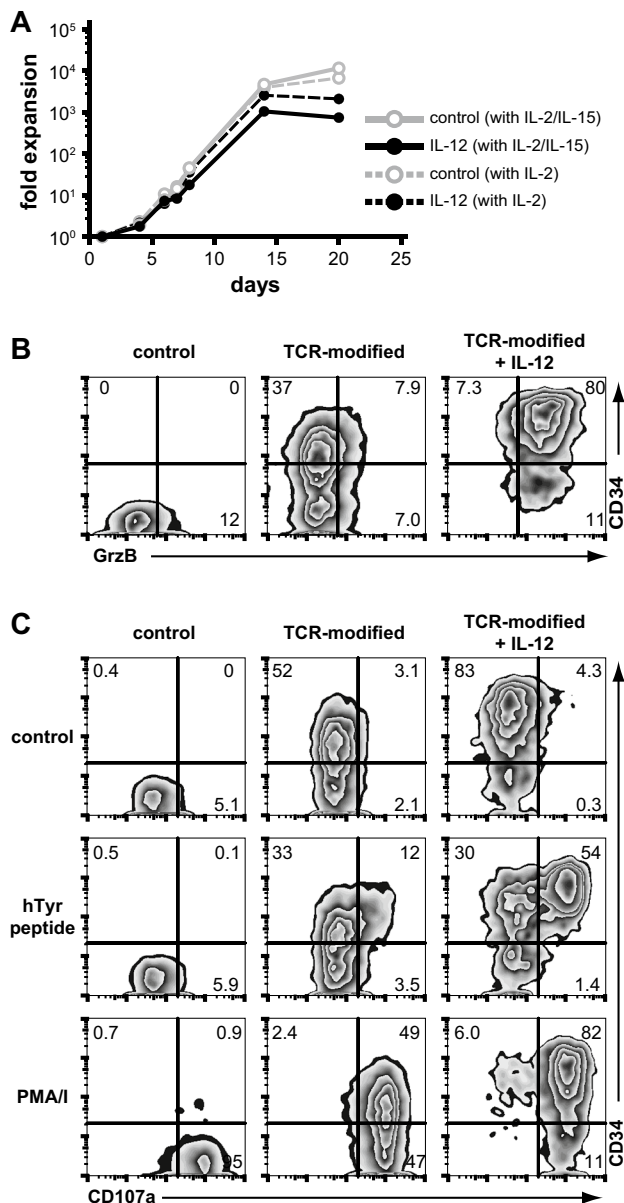 A
fold expansion
10⁵
10⁴
10³
10²
10¹
10⁰
0 5 10 15 20 25
days
control (with IL-2/IL-15)
IL-12 (with IL-2/IL-15)
control (with IL-2)
IL-12 (with IL-2)
B
control
TCR-modified
TCR-modified
+ IL-12
0 0
12
37 7.9
7.0
7.3 80
11
GrzB
CD34
C
control
TCR-modified
TCR-modified
+ IL-12
control
0.4 0
5.1
52 3.1
2.1
83 4.3
0.3
hTyr
peptide
0.5 0.1
5.9
33 12
3.5
30 54
1.4
PMA/I
0.7 0.9
95
2.4 49
47
6.0 82
11
CD107a
CD34